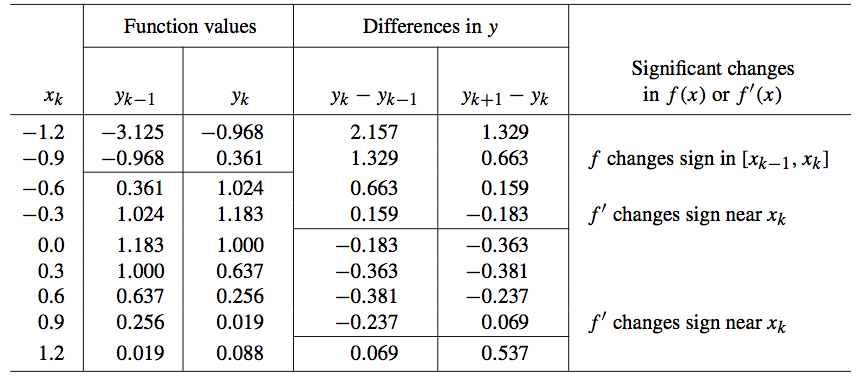 Function values Differences in y
Significant changes
x_k y_{k−1} y_k y_k − y_{k−1} y_{k+1} − y_k in f(x) or f′(x)
−1.2 −3.125 −0.968 2.157 1.329
−0.9 −0.968 0.361 1.329 0.663 f changes sign in [x_{k−1}, x_k]
−0.6 0.361 1.024 0.663 0.159
−0.3 1.024 1.183 0.159 −0.183 f′ changes sign near x_k
0.0 1.183 1.000 −0.183 −0.363
0.3 1.000 0.637 −0.363 −0.381
0.6 0.637 0.256 −0.381 −0.237
0.9 0.256 0.019 −0.237 0.069 f′ changes sign near x_k
1.2 0.019 0.088 0.069 0.537